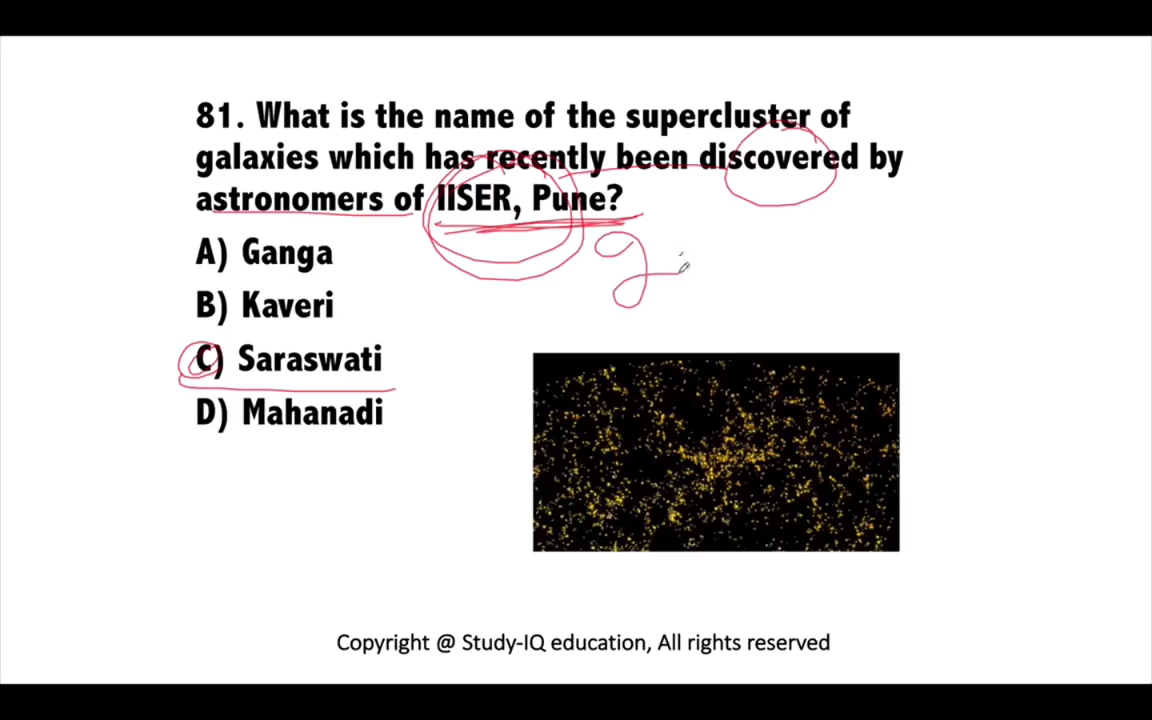 81. What is the name of the supercluster of
galaxies which has recently been discovered by
astronomers of IISER, Pune?
A) Ganga
B) Kaveri
C) Saraswati
D) Mahanadi
Copyright @ Study-IQ education, All rights reserved